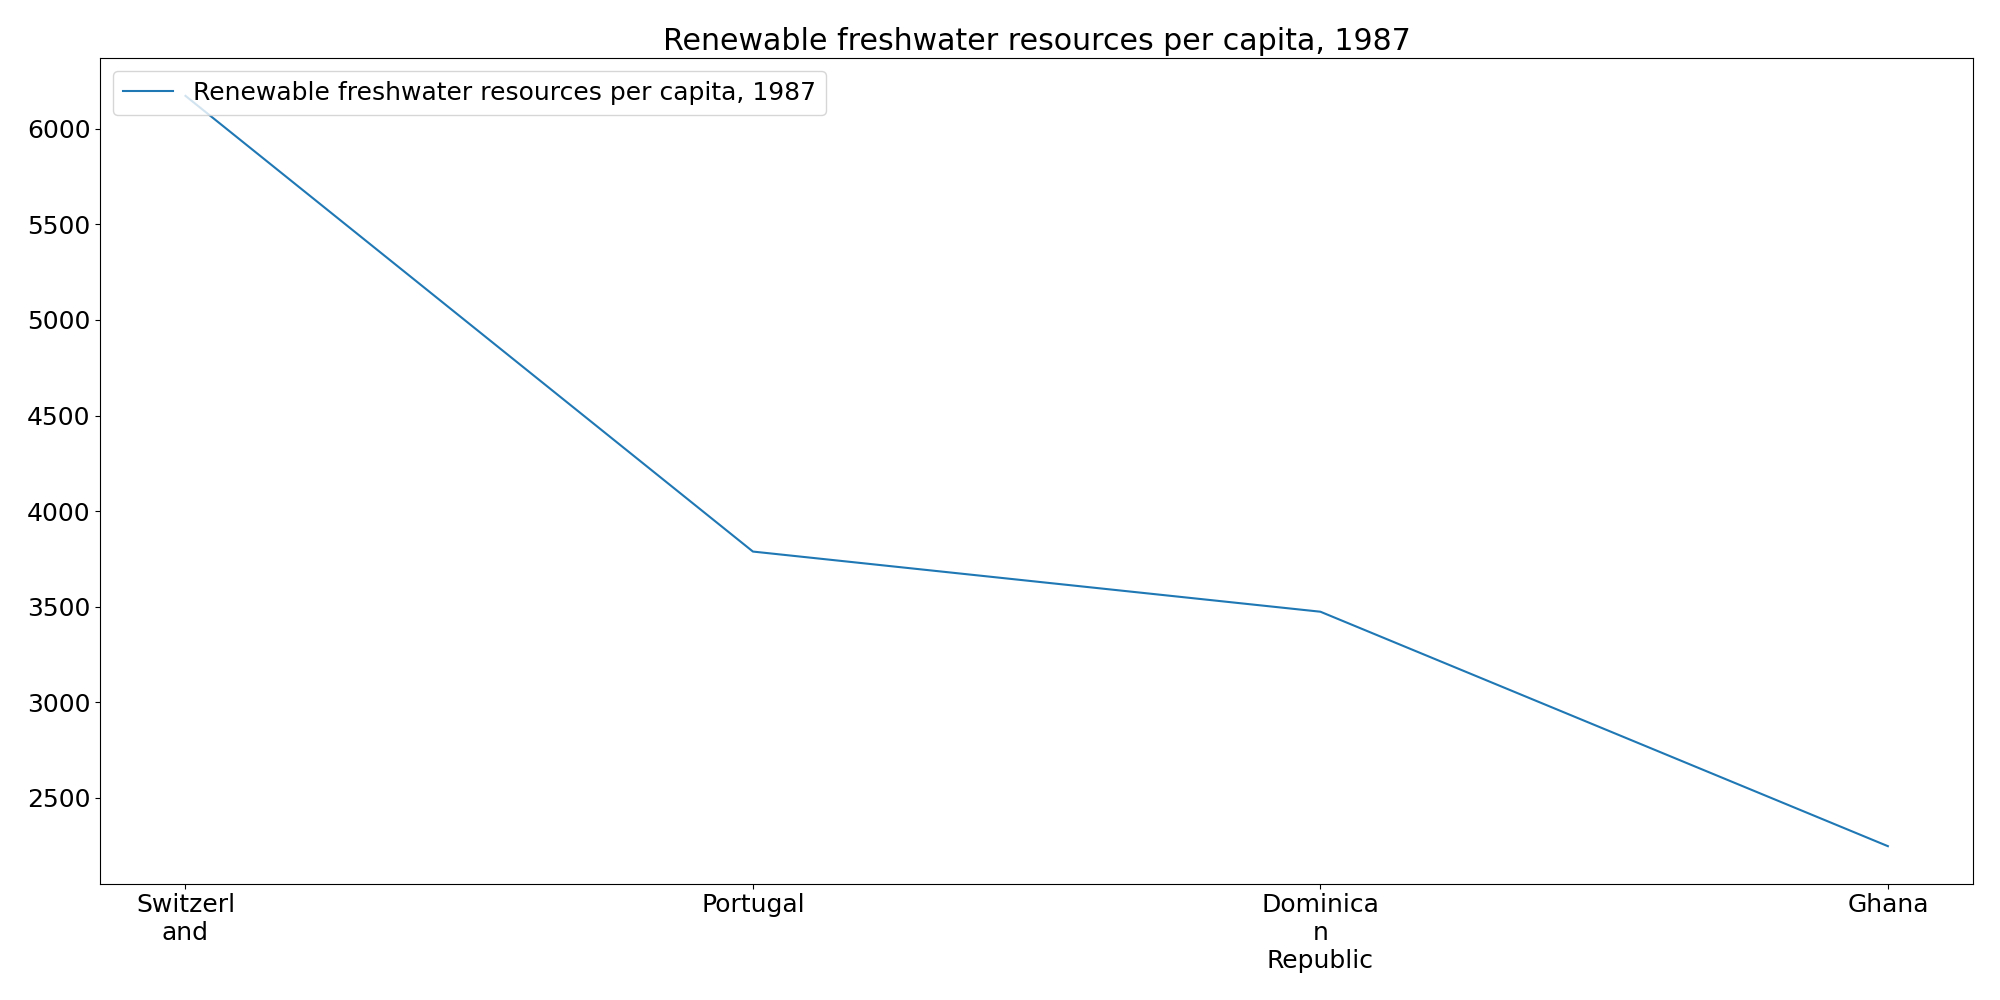 Renewable freshwater resources per capita, 1987
Renewable freshwater resources per capita, 1987
6000
5500
5000
4500
4000
3500
3000
2500
Switzerl
and
Portugal
Dominica
n
Republic
Ghana